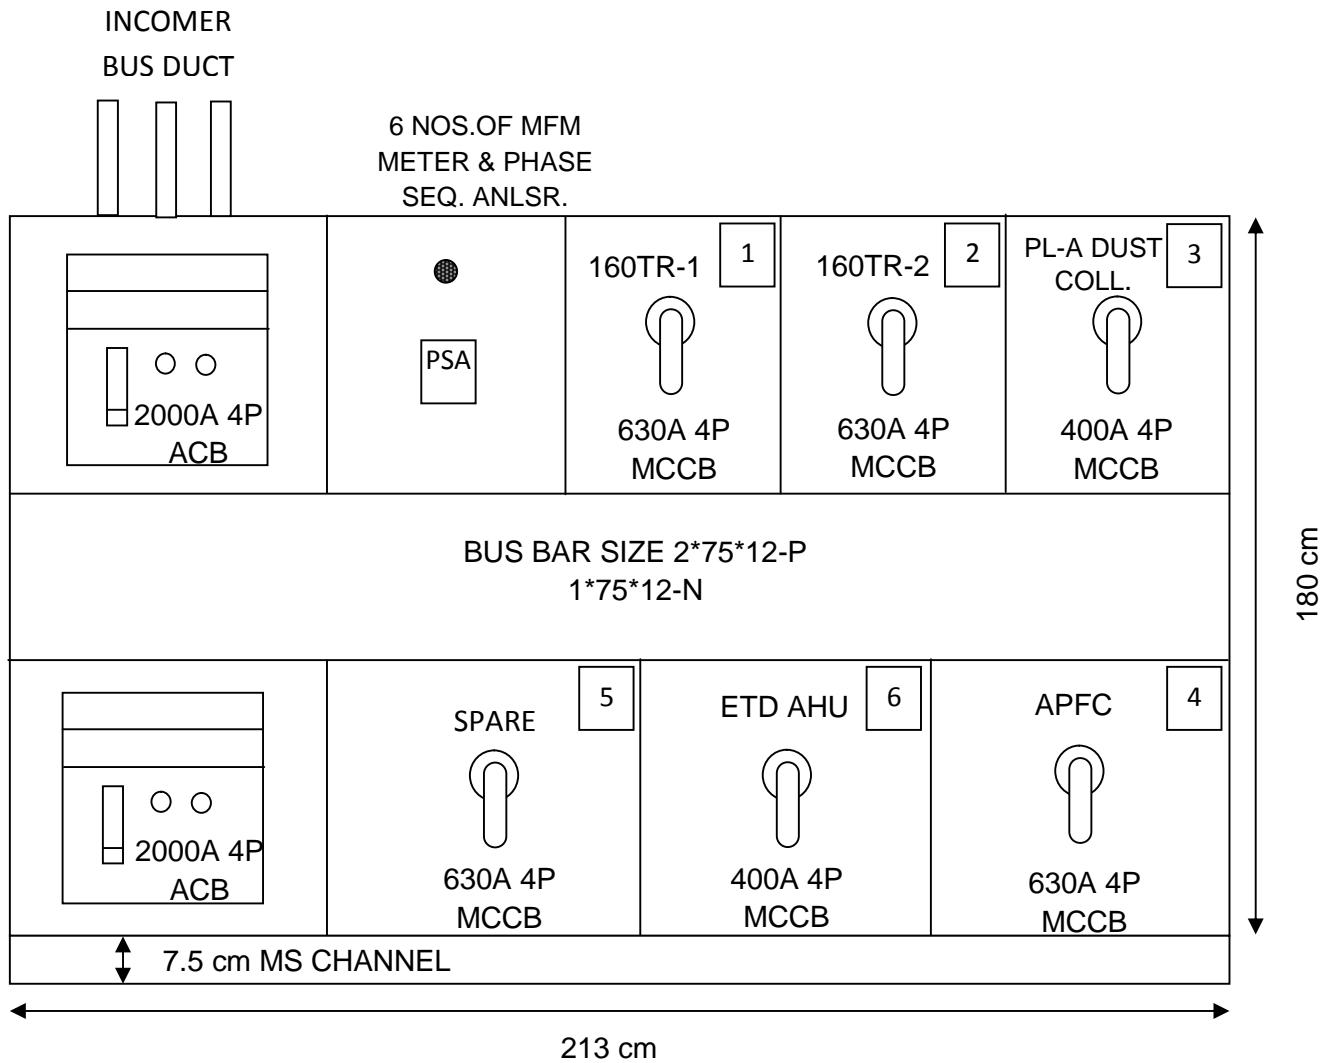 INCOMER
BUS DUCT
6 NOS.OF MFM
METER & PHASE
SEQ. ANLSR.
2000A 4P
ACB
PSA
160TR-1
1
630A 4P
MCCB
160TR-2
2
630A 4P
MCCB
PL-A DUST
COLL.
3
400A 4P
MCCB
BUS BAR SIZE 2*75*12-P
1*75*12-N
180 cm
2000A 4P
ACB
SPARE
5
630A 4P
MCCB
ETD AHU
6
400A 4P
MCCB
APFC
4
630A 4P
MCCB
7.5 cm MS CHANNEL
213 cm